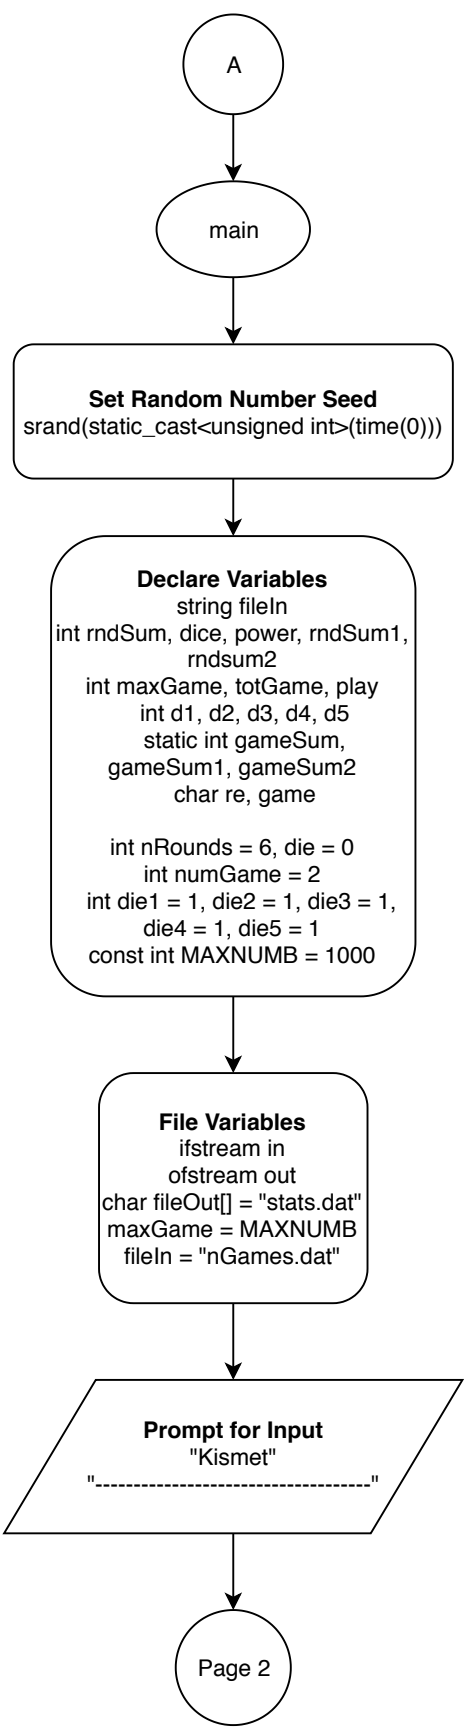 A
main
Set Random Number Seed
srand(static_cast<unsigned int>(time(0)))
Declare Variables
string fileIn
int rndSum, dice, power, rndSum1,
rndsum2
int maxGame, totGame, play
int d1, d2, d3, d4, d5
static int gameSum,
gameSum1, gameSum2
char re, game
int nRounds = 6, die = 0
int numGame = 2
int die1 = 1, die2 = 1, die3 = 1,
die4 = 1, die5 = 1
const int MAXNUMB = 1000
File Variables
ifstream in
ofstream out
char fileOut[] = "stats.dat"
maxGame = MAXNUMB
fileIn = "nGames.dat"
Prompt for Input
"Kismet"
"------------------------------------"
Page 2